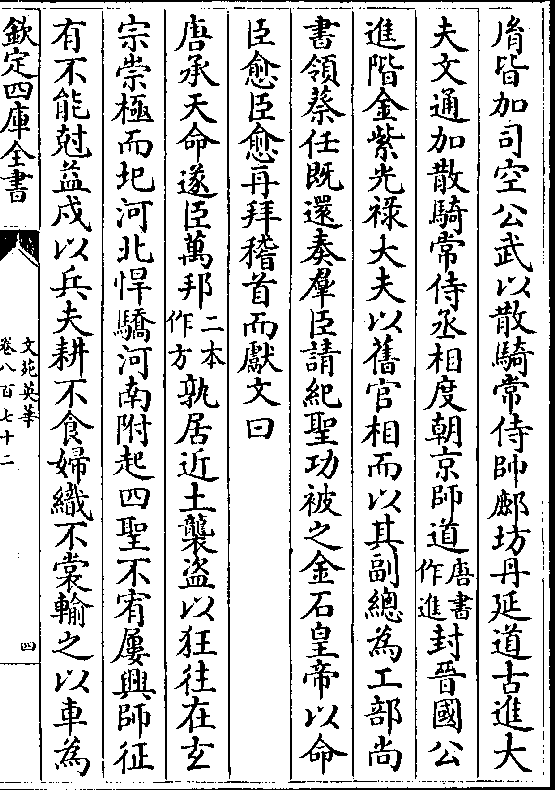 胤皆加司空公武以散騎常侍帥鄜坊丹延道古進大
夫文通加散騎常侍丞相度朝京師道唐書作進封晉國公
進階金紫光祿大夫以舊官相而以其副總為工部尚
書領蔡任既還奏羣臣請紀聖功被之金石皇帝以命
臣愈臣愈再拜稽首而獻文曰
唐承天命遂臣萬邦二本作方孰居近土襲盜以狂往在玄
宗崇極而圮河北悍驕河南附起四聖不宥屢興師征
有不能尅益戍以兵夫耕不食婦織不裳輸之以車為
欽定四庫全書
文苑英華
卷八百七十二
四